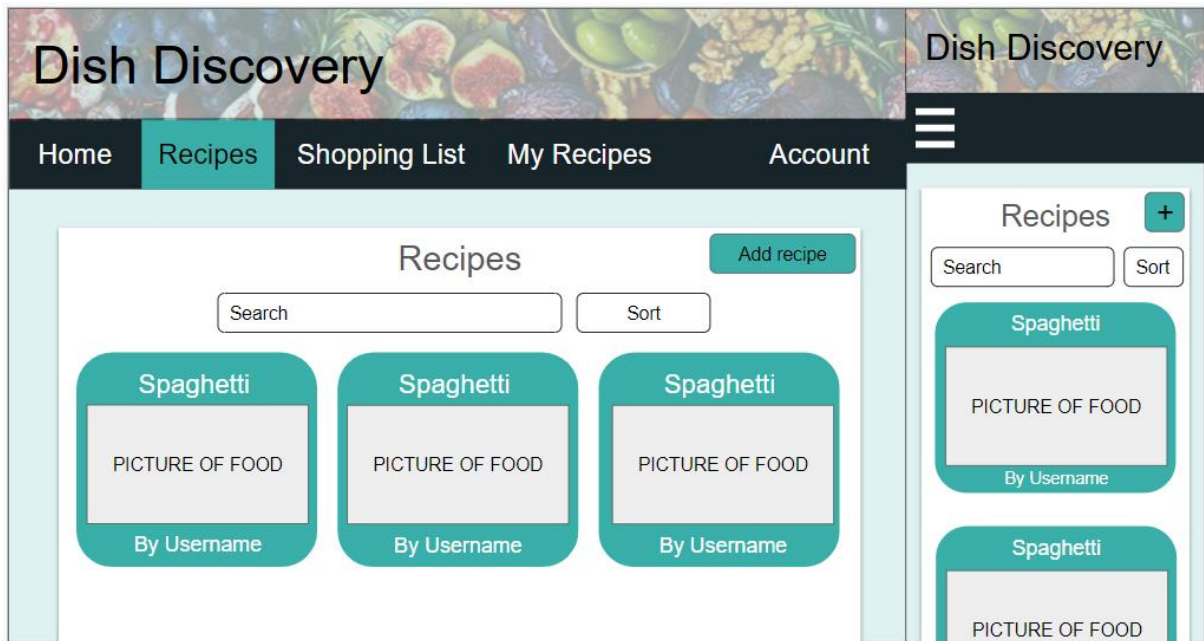 Dish Discovery
Home Recipes Shopping List My Recipes Account
Recipes Add recipe
Search Sort
Spaghetti Spaghetti Spaghetti
PICTURE OF FOOD PICTURE OF FOOD PICTURE OF FOOD
By Username By Username By Username
Dish Discovery
Recipes +
Search Sort
Spaghetti
PICTURE OF FOOD
By Username
Spaghetti
PICTURE OF FOOD